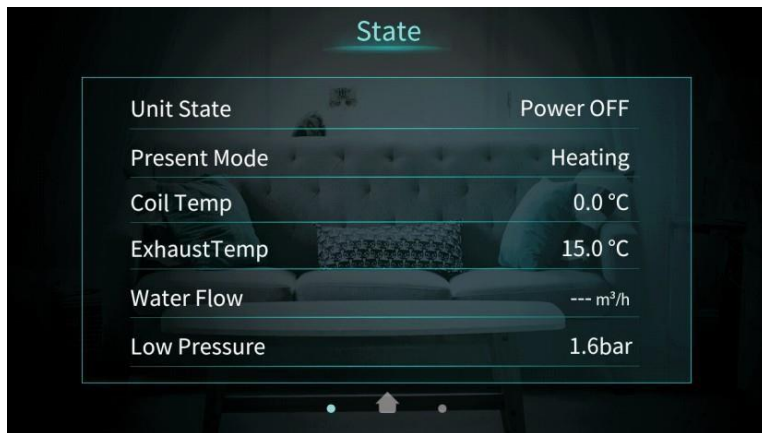 State
Unit State Power OFF
Present Mode Heating
Coil Temp 0.0 °C
ExhaustTemp 15.0 °C
Water Flow --- m³/h
Low Pressure 1.6bar